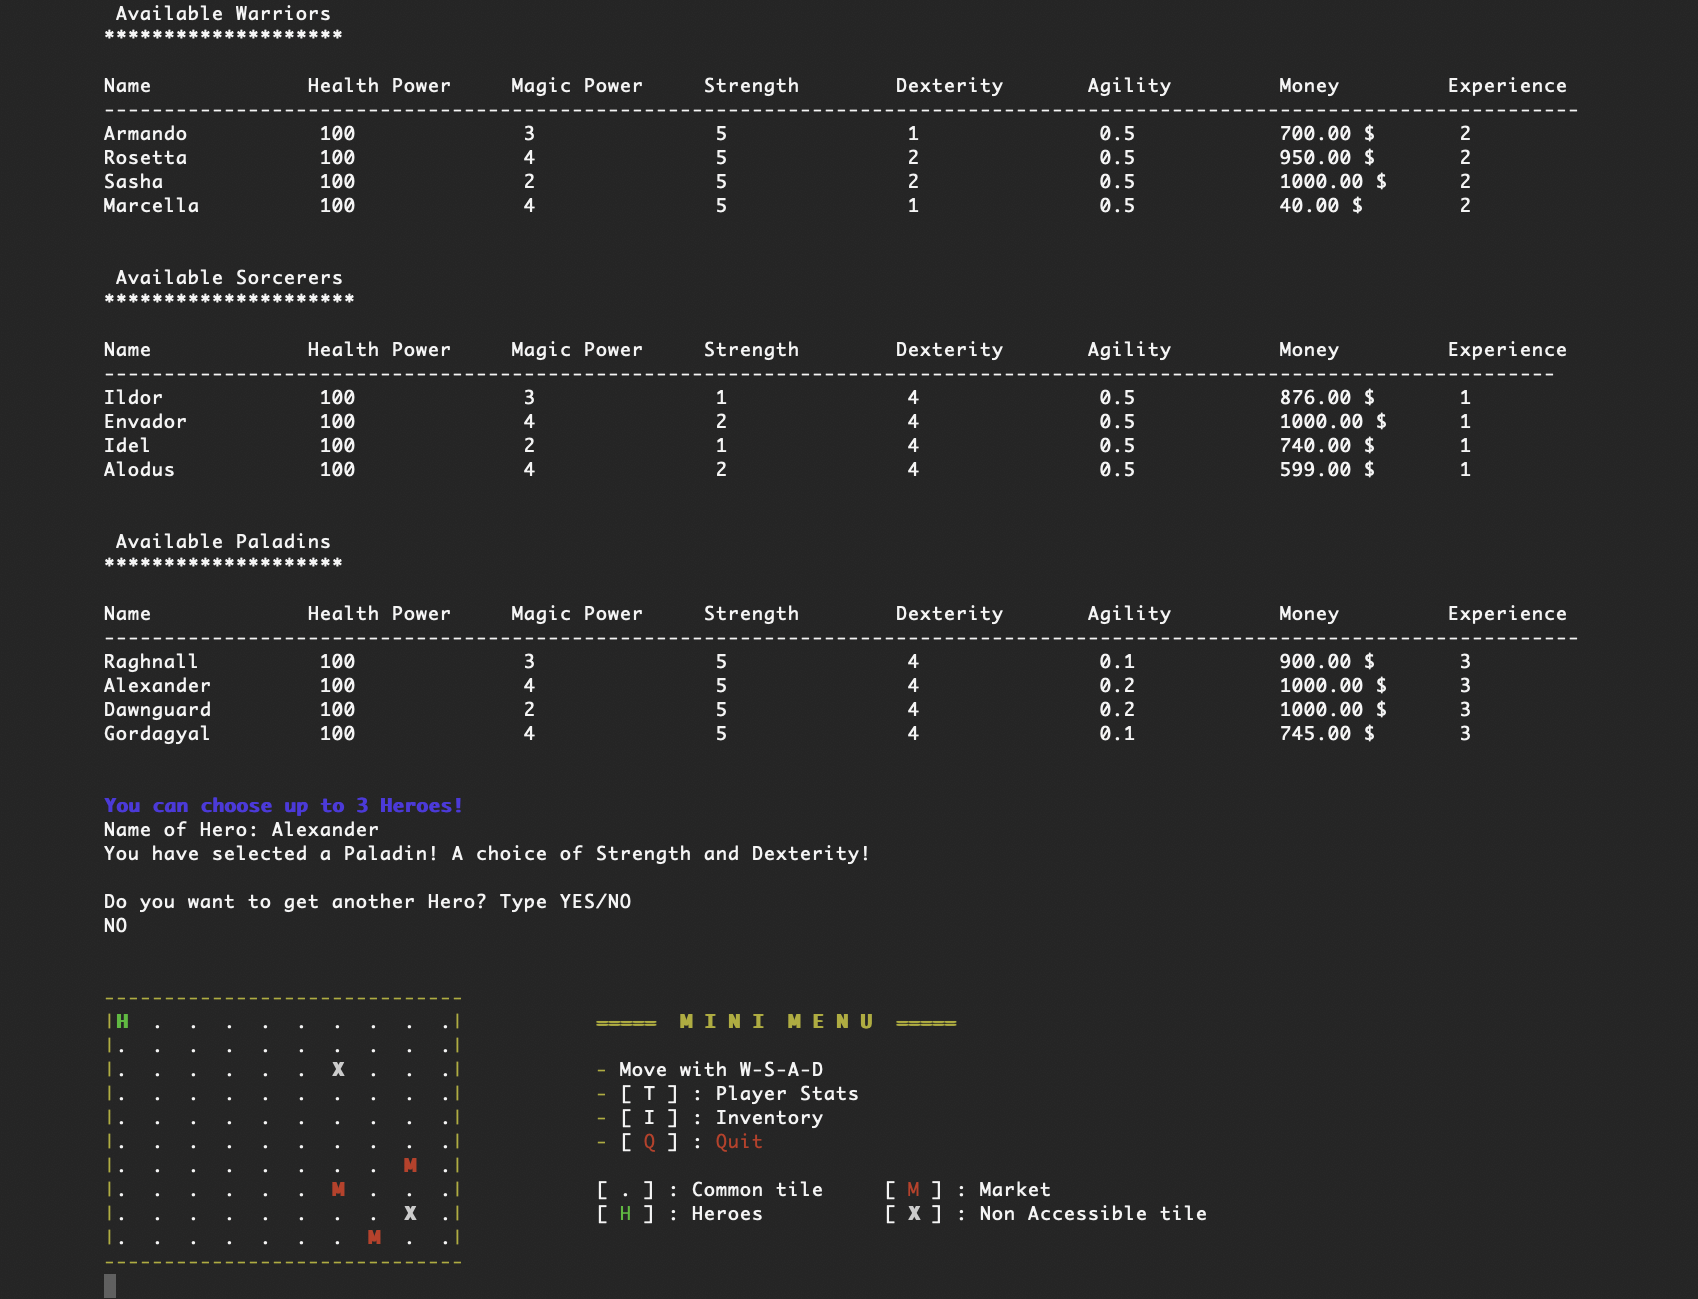 Available Warriors
********************
Name Health Power Magic Power Strength Dexterity Agility Money Experience
---------------------------------------------------------------------------------------------------------------------------
Armando 100 3 5 1 0.5 700.00 $ 2
Rosetta 100 4 5 2 0.5 950.00 $ 2
Sasha 100 2 5 2 0.5 1000.00 $ 2
Marcella 100 4 5 1 0.5 40.00 $ 2
Available Sorcerers
*********************
Name Health Power Magic Power Strength Dexterity Agility Money Experience
-------------------------------------------------------------------------------------------------------------------------
Ildor 100 3 1 4 0.5 876.00 $ 1
Envador 100 4 2 4 0.5 1000.00 $ 1
Idel 100 2 1 4 0.5 740.00 $ 1
Alodus 100 4 2 4 0.5 599.00 $ 1
Available Paladins
********************
Name Health Power Magic Power Strength Dexterity Agility Money Experience
---------------------------------------------------------------------------------------------------------------------------
Raghnall 100 3 5 4 0.1 900.00 $ 3
Alexander 100 4 5 4 0.2 1000.00 $ 3
Dawnguard 100 2 5 4 0.2 1000.00 $ 3
Gordagyal 100 4 5 4 0.1 745.00 $ 3
You can choose up to 3 Heroes!
Name of Hero: Alexander
You have selected a Paladin! A choice of Strength and Dexterity!
Do you want to get another Hero? Type YES/NO
NO
------------------------------
|H  .  .  .  .  .  .  .  .  .| ===== M I N I  M E N U =====
|.  .  .  .  .  .  .  .  .  .|
|.  .  .  .  .  .  X  .  .  .| - Move with W-S-A-D
|.  .  .  .  .  .  .  .  .  .| - [ T ] : Player Stats
|.  .  .  .  .  .  .  .  .  .| - [ I ] : Inventory
|.  .  .  .  .  .  .  .  .  .| - [ Q ] : Quit
|.  .  .  .  .  .  .  .  M  .|
|.  .  .  .  .  .  M  .  .  .| [ . ] : Common tile [ M ] : Market
|.  .  .  .  .  .  .  .  X  .| [ H ] : Heroes [ X ] : Non Accessible tile
|.  .  .  .  .  .  .  M  .  .|
------------------------------